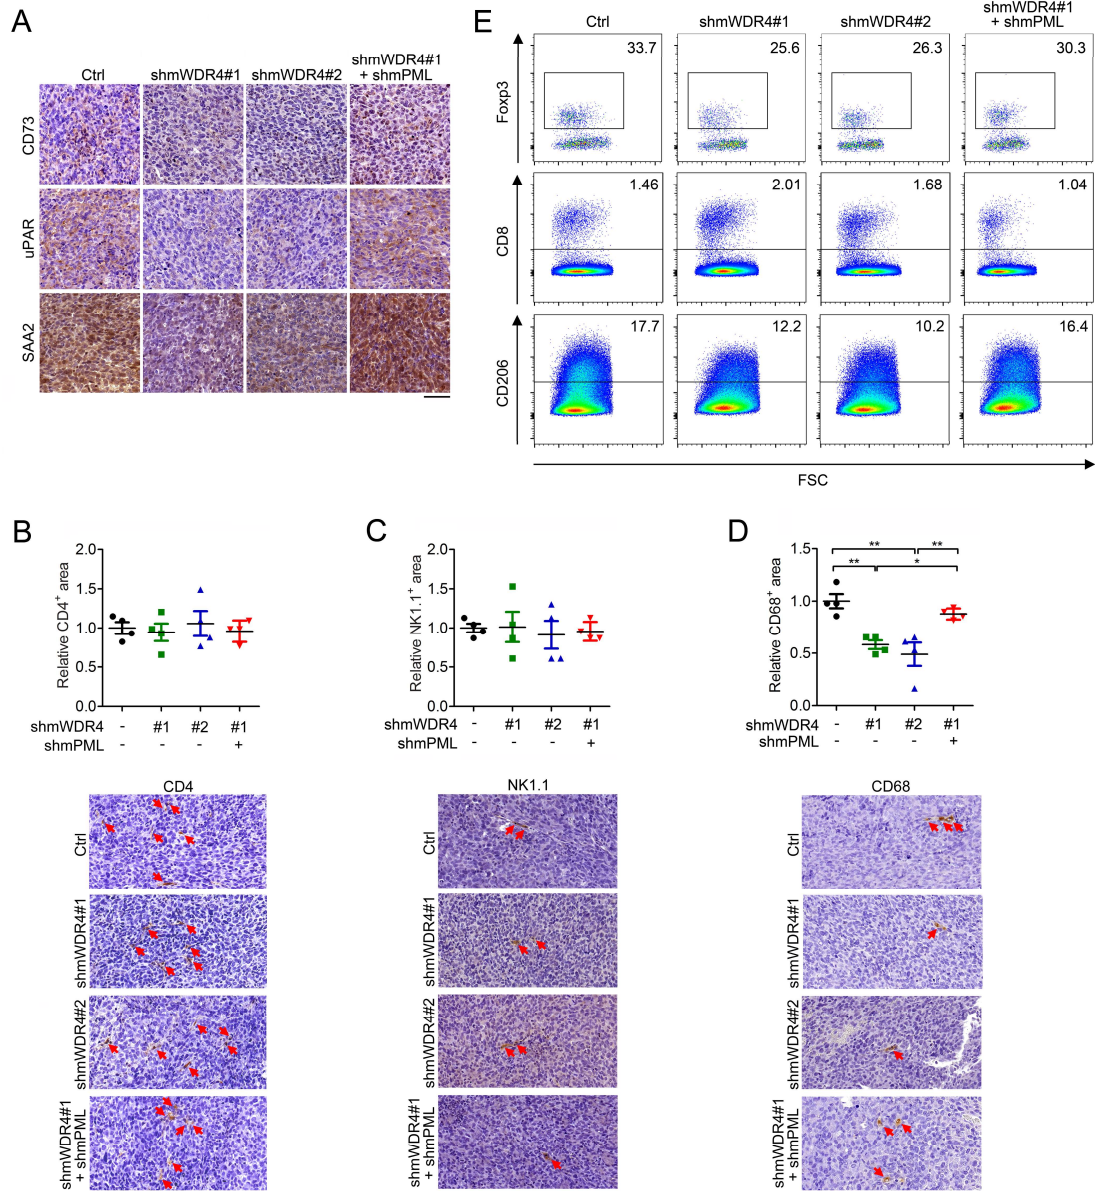 A
Ctrl
shmWDR4#1
shmWDR4#2
shmWDR4#1
+ shmPML
CD73
uPAR
SAA2
E
Ctrl
shmWDR4#1
shmWDR4#2
shmWDR4#1
+ shmPML
Foxp3
33.7
25.6
26.3
30.3
CD8
1.46
2.01
1.68
1.04
CD206
17.7
12.2
10.2
16.4
FSC
B
Relative CD4+ area
2.0
1.5
1.0
0.5
0.0
shmWDR4 - #1 #2 #1
shmPML - - - +
C
Relative NK1.1+ area
2.0
1.5
1.0
0.5
0.0
shmWDR4 - #1 #2 #1
shmPML - - - +
D
Relative CD68+ area
1.5
1.0
0.5
0.0
** **
** *
shmWDR4 - #1 #2 #1
shmPML - - - +
CD4
Ctrl
shmWDR4#1
shmWDR4#2
shmWDR4#1
+ shmPML
NK1.1
Ctrl
shmWDR4#1
shmWDR4#2
shmWDR4#1
+ shmPML
CD68
Ctrl
shmWDR4#1
shmWDR4#2
shmWDR4#1
+ shmPML